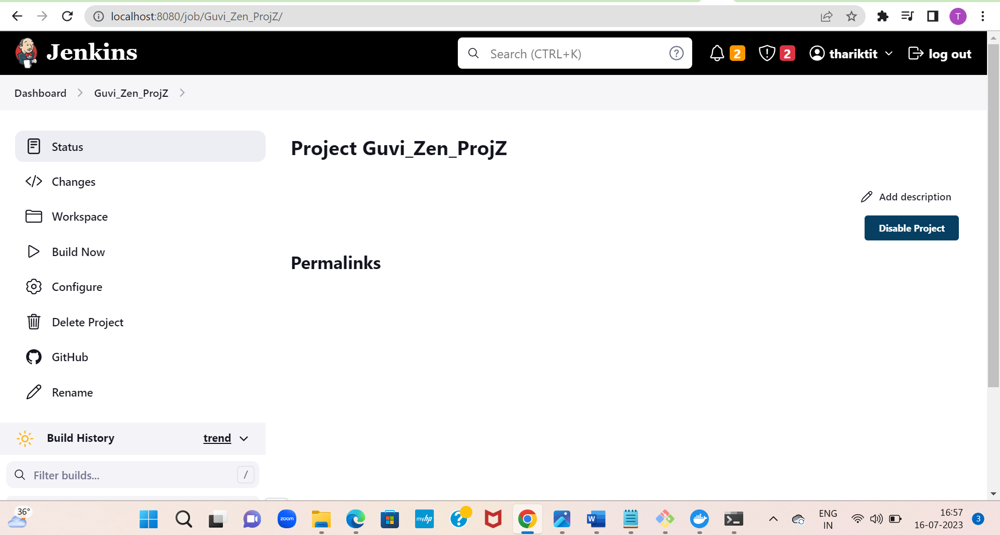 localhost:8080/job/Guvi_Zen_ProjZ/
T
Jenkins
Search (CTRL+K)
?
2
2
thariktit
log out
Dashboard
Guvi_Zen_ProjZ
Status
Changes
Workspace
Build Now
Configure
Delete Project
GitHub
Rename
Build History
trend
Filter builds...
/
Project Guvi_Zen_ProjZ
Add description
Disable Project
Permalinks
36°
zoom
myhp
?
W
ENG
IN
16:57
16-07-2023
3